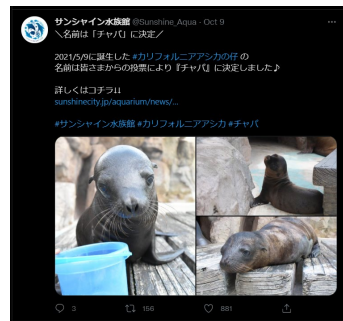 サンシャイン水族館 @Sunshine_Aqua · Oct 9
＼名前は「チャパ」に決定／
2021/5/9に誕生した #カリフォルニアアシカの仔 の
名前は皆さまからの投票により『チャパ』に決定しました♪
詳しくはコチラ⇊
sunshinecity.jp/aquarium/news/...
#サンシャイン水族館 #カリフォルニアアシカ #チャパ
3 156 881